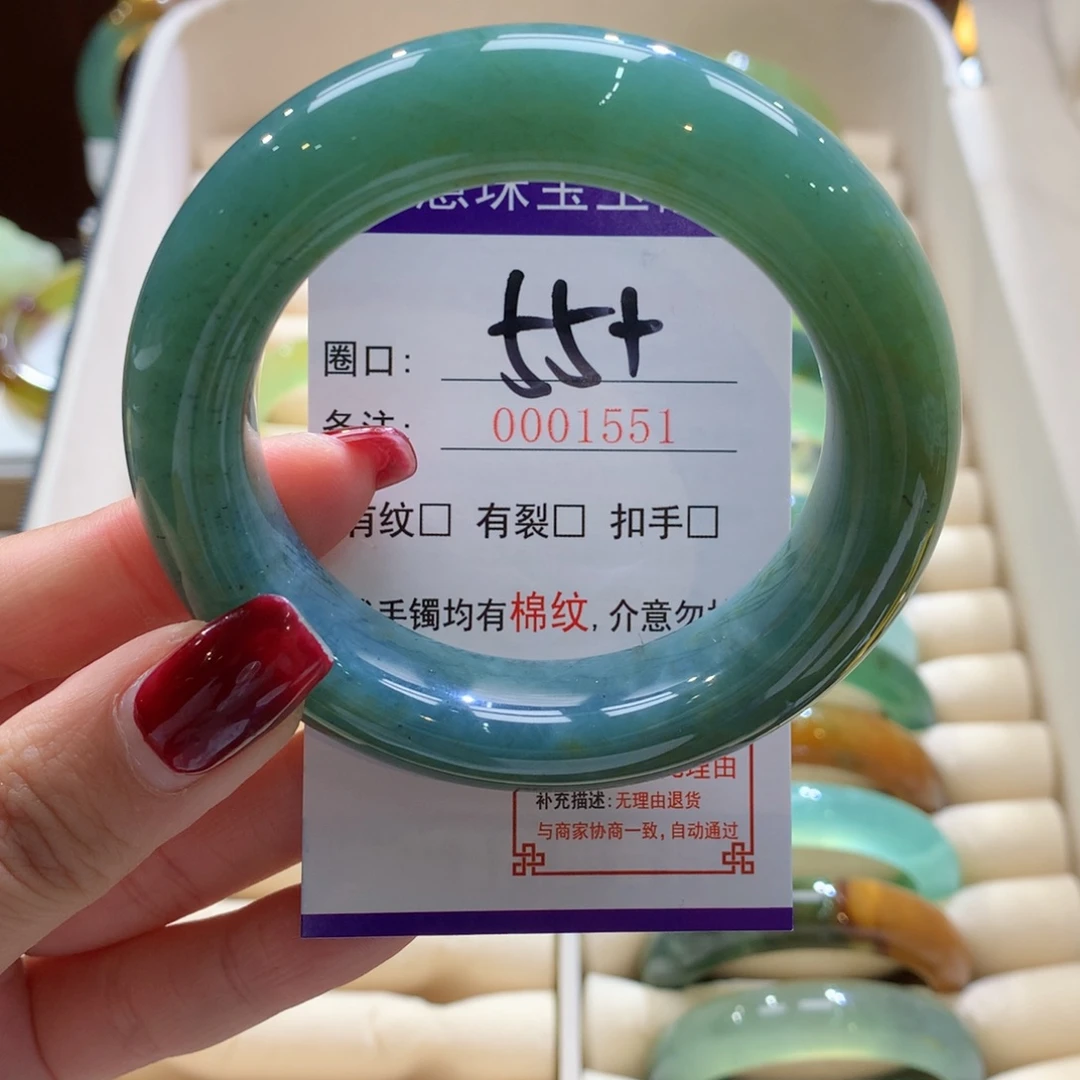 珠宝玉
圈口: 55+
备注: 0001551
有纹□ 有裂□ 扣手□
手镯均有棉纹,介意勿拍
理由
补充描述:无理由退货
与商家协商一致,自动通过